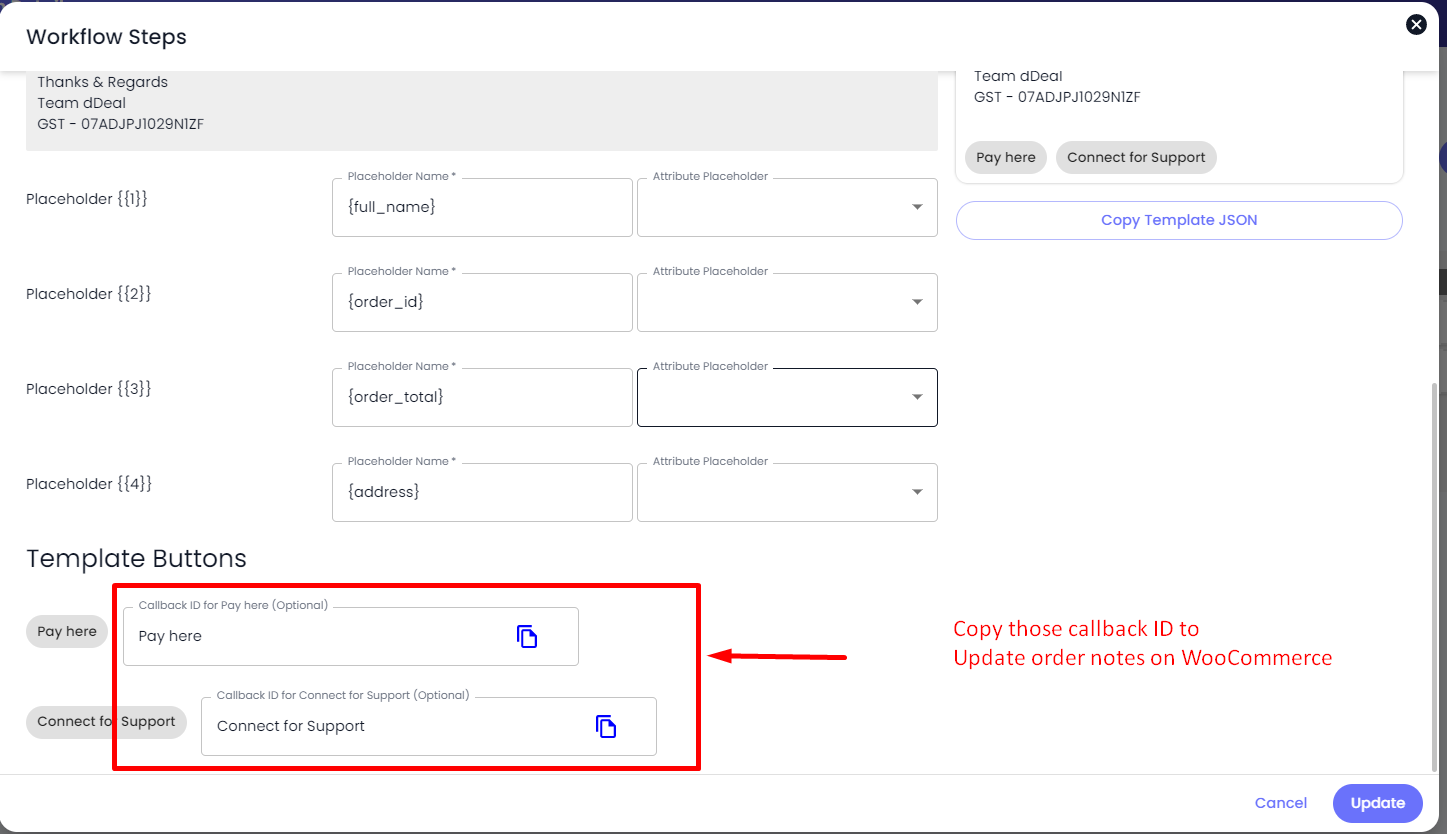 Workflow Steps
Thanks & Regards
Team dDeal
GST - 07ADJPJ1029N1ZF
Team dDeal
GST - 07ADJPJ1029N1ZF
Pay here
Connect for Support
Copy Template JSON
Placeholder {{1}}
Placeholder Name *
{full_name}
Attribute Placeholder
Placeholder {{2}}
Placeholder Name *
{order_id}
Attribute Placeholder
Placeholder {{3}}
Placeholder Name *
{order_total}
Attribute Placeholder
Placeholder {{4}}
Placeholder Name *
{address}
Attribute Placeholder
Template Buttons
Pay here
Callback ID for Pay here (Optional)
Pay here
Connect for Support
Callback ID for Connect for Support (Optional)
Connect for Support
Copy those callback ID to
Update order notes on WooCommerce
Cancel
Update